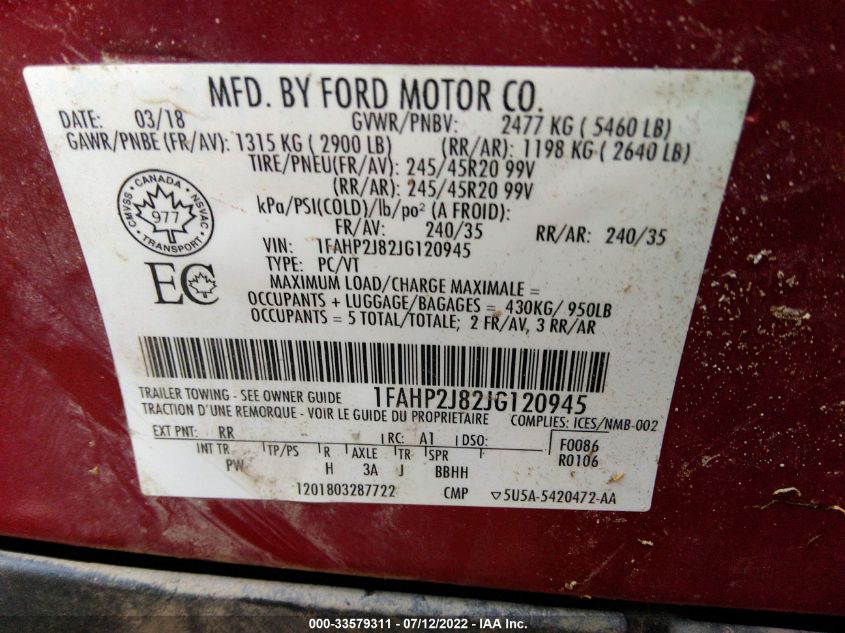 MFD. BY FORD MOTOR CO.
DATE: 03/18 GVWR/PNBV: 2477 KG ( 5460 LB)
GAWR/PNBE (FR/AV): 1315 KG ( 2900 LB) (RR/AR): 1198 KG ( 2640 LB)
TIRE/PNEU(FR/AV): 245/45R20 99V
(RR/AR): 245/45R20 99V
kPa/PSI(COLD)/lb/po² (A FROID):
FR/AV: 240/35 RR/AR: 240/35
VIN: 1FAHP2J82JG120945
TYPE: PC/VT
MAXIMUM LOAD/CHARGE MAXIMALE =
OCCUPANTS + LUGGAGE/BAGAGES = 430KG/ 950LB
OCCUPANTS = 5 TOTAL/TOTALE; 2 FR/AV, 3 RR/AR
CMVSS · CANADA · NSVAC
977
TRANSPORT
EC
TRAILER TOWING - SEE OWNER GUIDE 1FAHP2J82JG120945
TRACTION D'UNE REMORQUE - VOIR LE GUIDE DU PROPRIETAIRE COMPLIES: ICES/NMB-002
EXT PNT: RR RC: A1 DSO: F0086
INT TR TP/PS R AXLE TR SPR R0106
PW H 3A J BBHH
1201803287722 CMP ▽5U5A-5420472-AA
000-33579311 - 07/12/2022 - IAA Inc.